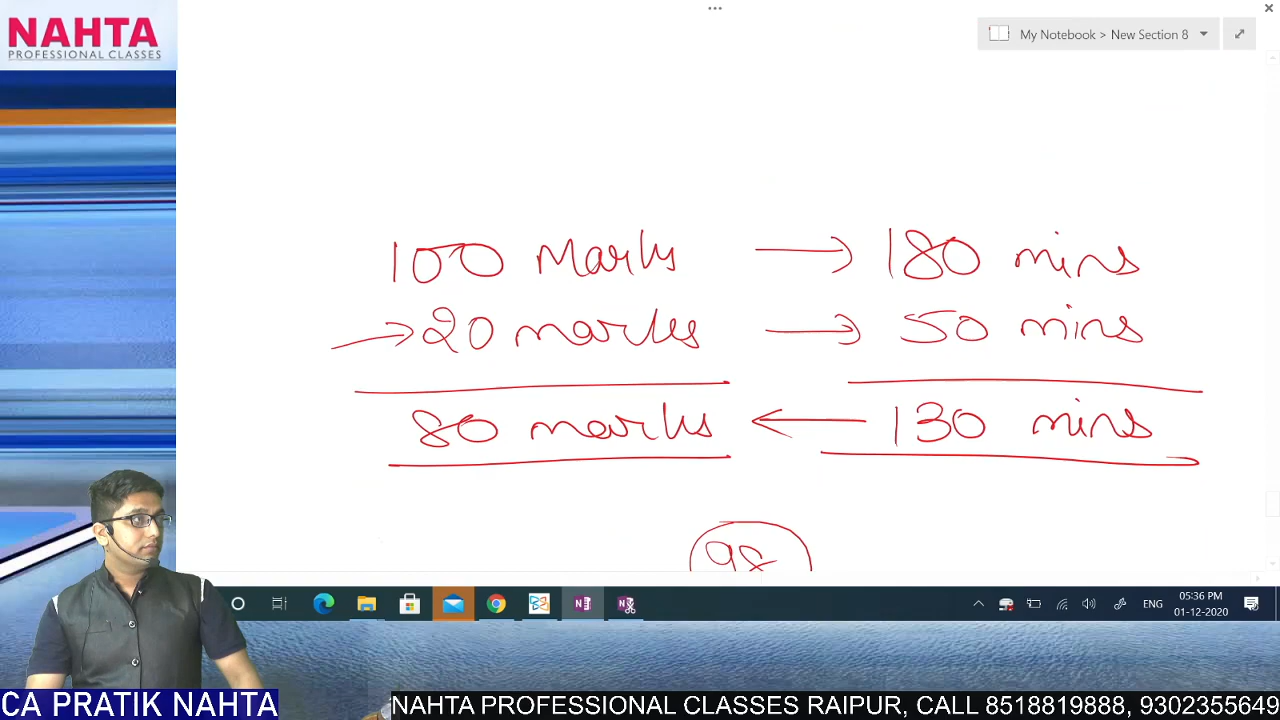 NAHTA
PROFESSIONAL CLASSES
My Notebook > New Section 8
100 Marks → 180 mins
→ 20 marks → 50 mins
80 marks ← 130 mins
98
ENG
05:36 PM
01-12-2020
CA PRATIK NAHTA
NAHTA PROFESSIONAL CLASSES RAIPUR, CALL 8518819888, 9302355649